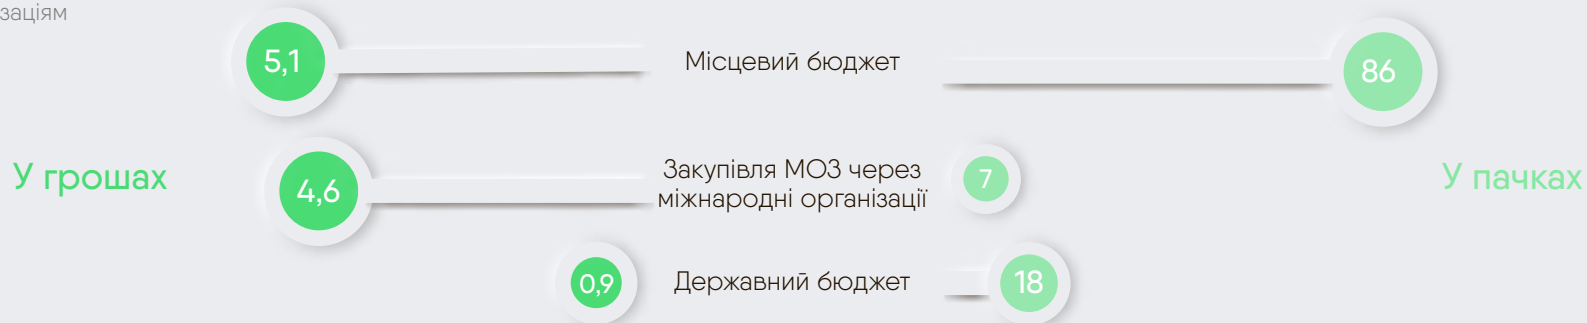 заціям
5,1
Місцевий бюджет
86
У грошах
4,6
Закупівля МОЗ через
міжнародні організації
7
У пачках
0,9
Державний бюджет
18